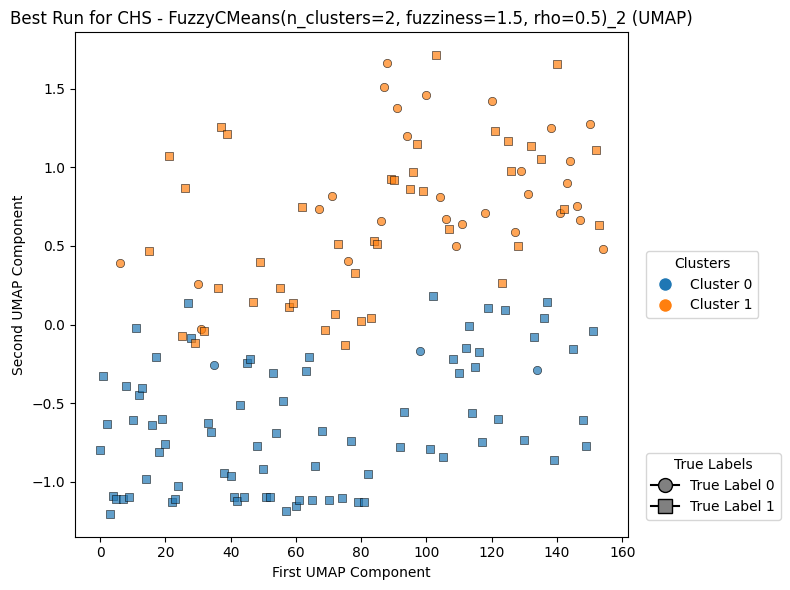 Best Run for CHS - FuzzyCMeans(n_clusters=2, fuzziness=1.5, rho=0.5)_2 (UMAP)
Second UMAP Component
1.5
1.0
0.5
0.0
−0.5
−1.0
0 20 40 60 80 100 120 140 160
First UMAP Component
Clusters
Cluster 0
Cluster 1
True Labels
True Label 0
True Label 1